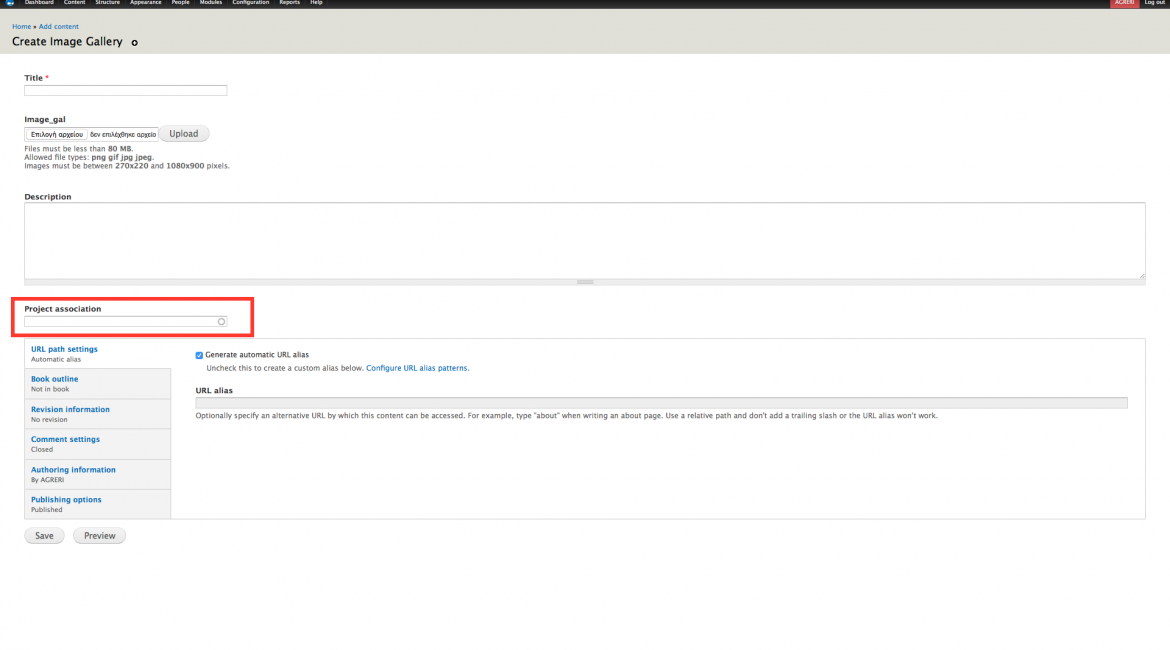 Dashboard Content Structure Appearance People Modules Configuration Reports Help AGRERI Log out
Home » Add content
Create Image Gallery
Title *
Image_gal
Επιλογή αρχείου δεν επιλέχθηκε αρχείο Upload
Files must be less than 80 MB.
Allowed file types: png gif jpg jpeg.
Images must be between 270x220 and 1080x900 pixels.
Description
Project association
URL path settings
Automatic alias
Book outline
Not in book
Revision information
No revision
Comment settings
Closed
Authoring information
By AGRERI
Publishing options
Published
Generate automatic URL alias
Uncheck this to create a custom alias below. Configure URL alias patterns.
URL alias
Optionally specify an alternative URL by which this content can be accessed. For example, type "about" when writing an about page. Use a relative path and don't add a trailing slash or the URL alias won't work.
Save Preview